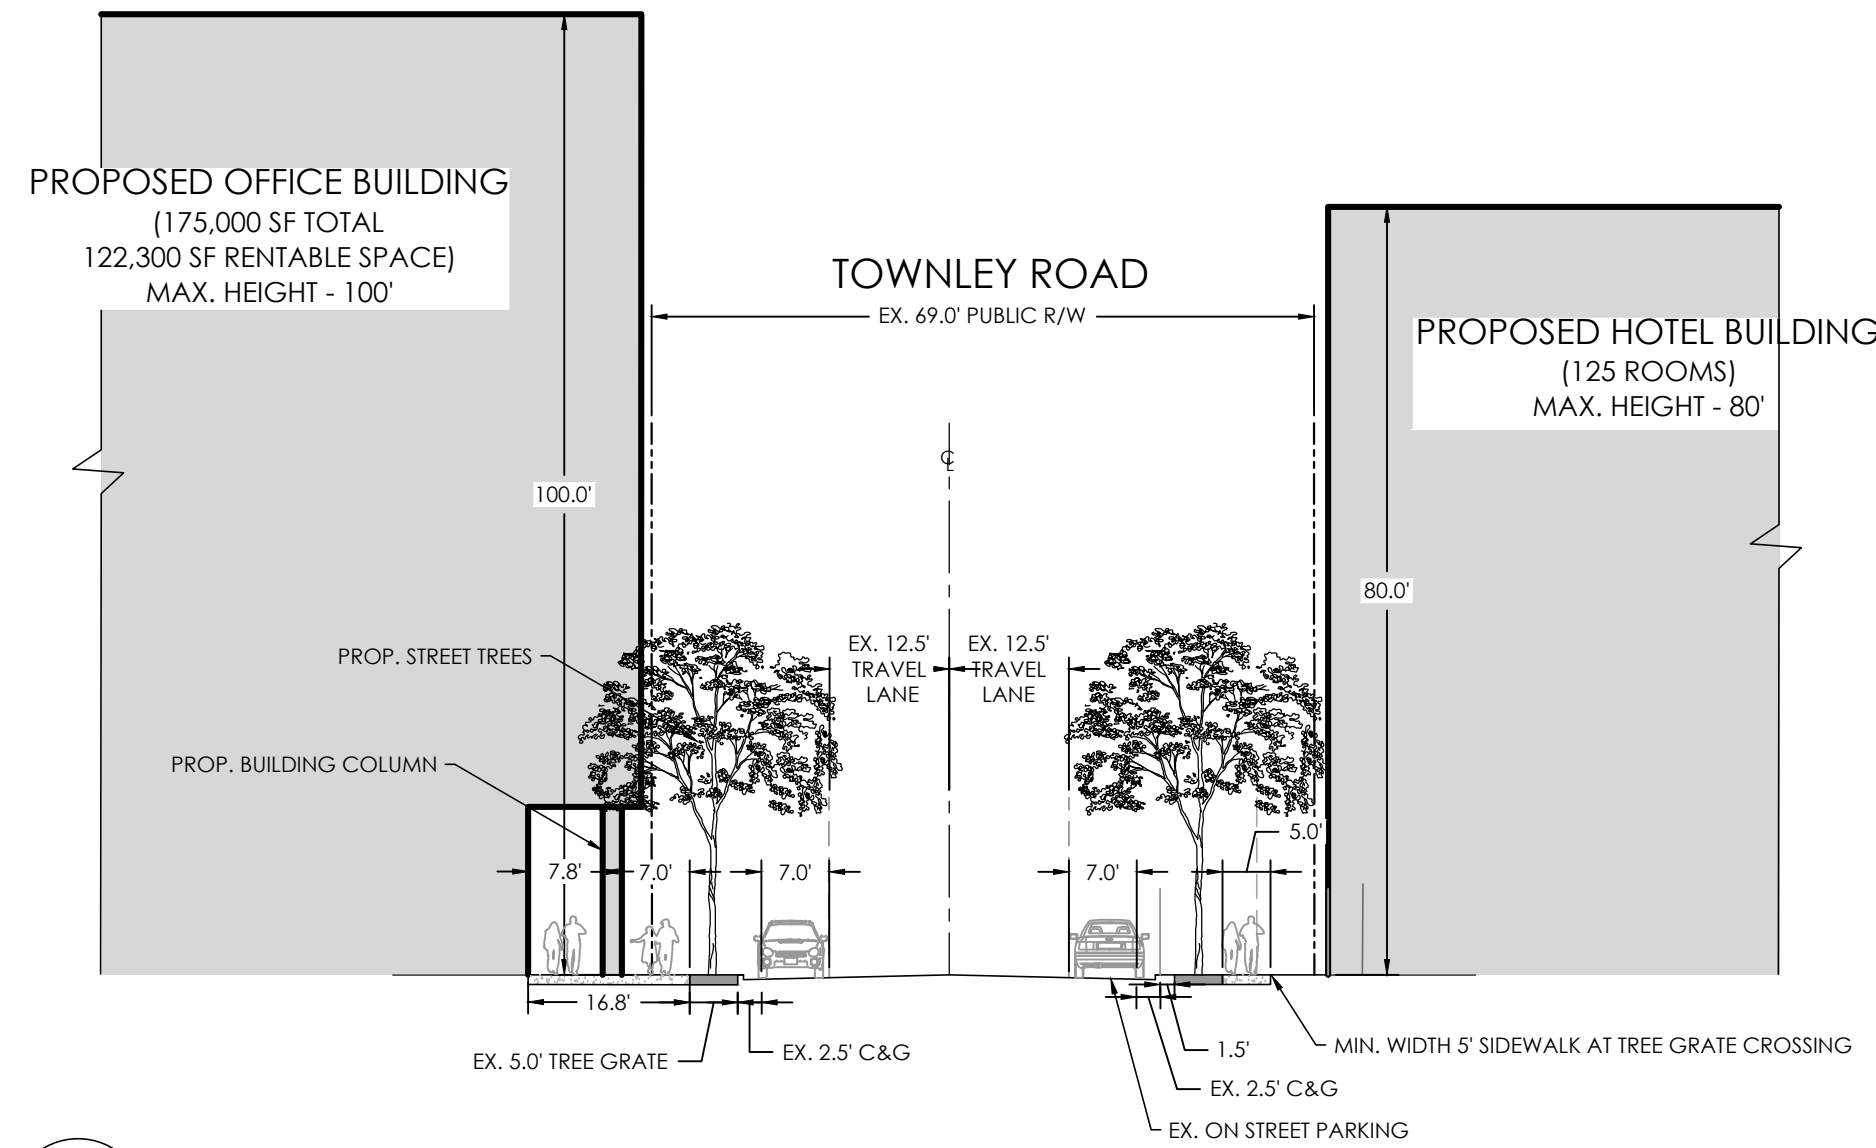 PROPOSED OFFICE BUILDING
(175,000 SF TOTAL
122,300 SF RENTABLE SPACE)
MAX. HEIGHT - 100'
TOWNLEY ROAD
EX. 69.0' PUBLIC R/W
PROPOSED HOTEL BUILDING
(125 ROOMS)
MAX. HEIGHT - 80'
℄
100.0'
80.0'
PROP. STREET TREES
EX. 12.5'
TRAVEL
LANE
EX. 12.5'
TRAVEL
LANE
PROP. BUILDING COLUMN
5.0'
7.8'
7.0'
7.0'
7.0'
16.8'
EX. 5.0' TREE GRATE
EX. 2.5' C&G
1.5'
MIN. WIDTH 5' SIDEWALK AT TREE GRATE CROSSING
EX. 2.5' C&G
EX. ON STREET PARKING